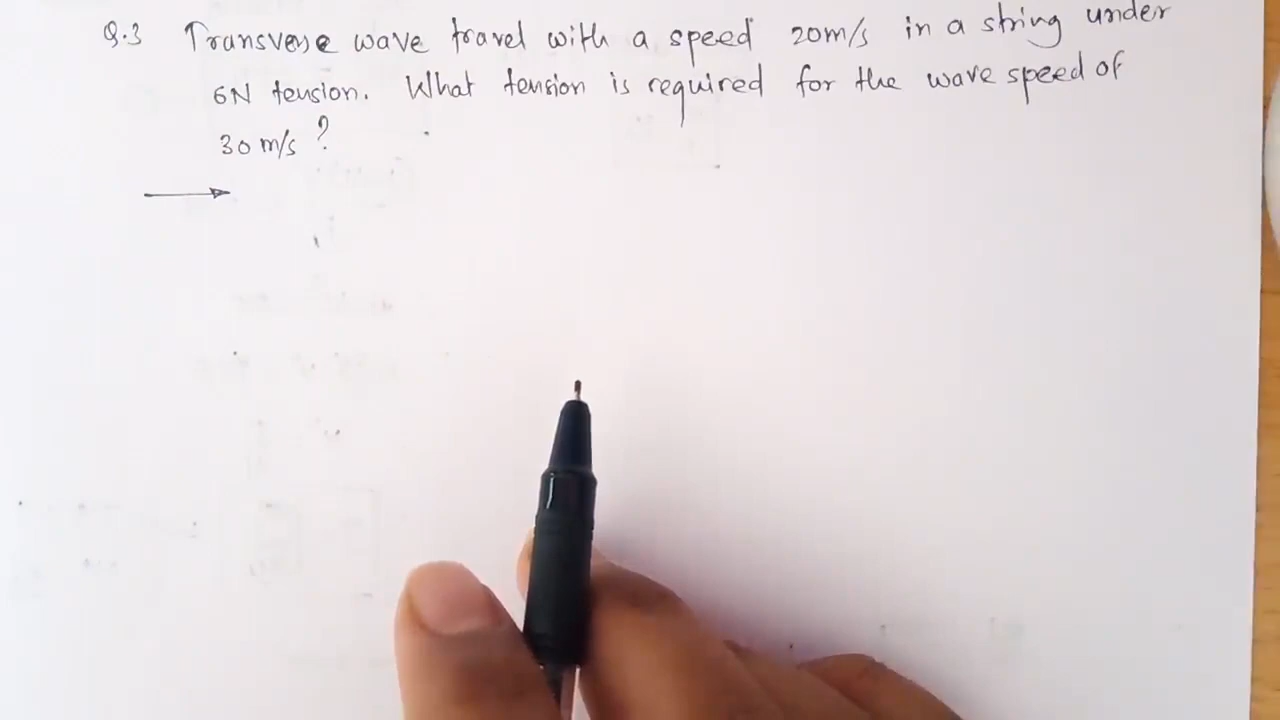 Q.3 Transverse wave travel with a speed 20m/s in a string under
6N tension. What tension is required for the wave speed of
30 m/s ?